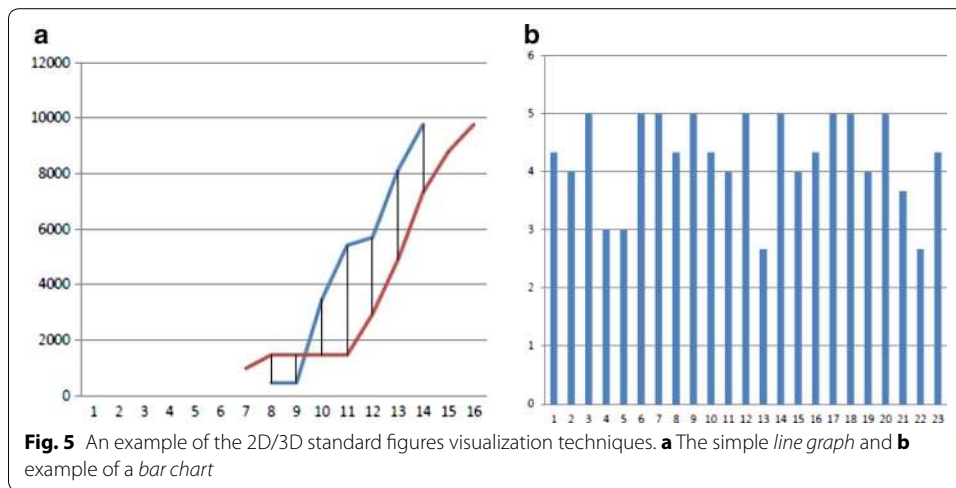 a
12000
10000
8000
6000
4000
2000
0
1 2 3 4 5 6 7 8 9 10 11 12 13 14 15 16
b
6
5
4
3
2
1
0
1 2 3 4 5 6 7 8 9 10 11 12 13 14 15 16 17 18 19 20 21 22 23
Fig. 5 An example of the 2D/3D standard figures visualization techniques. a The simple line graph and b
example of a bar chart